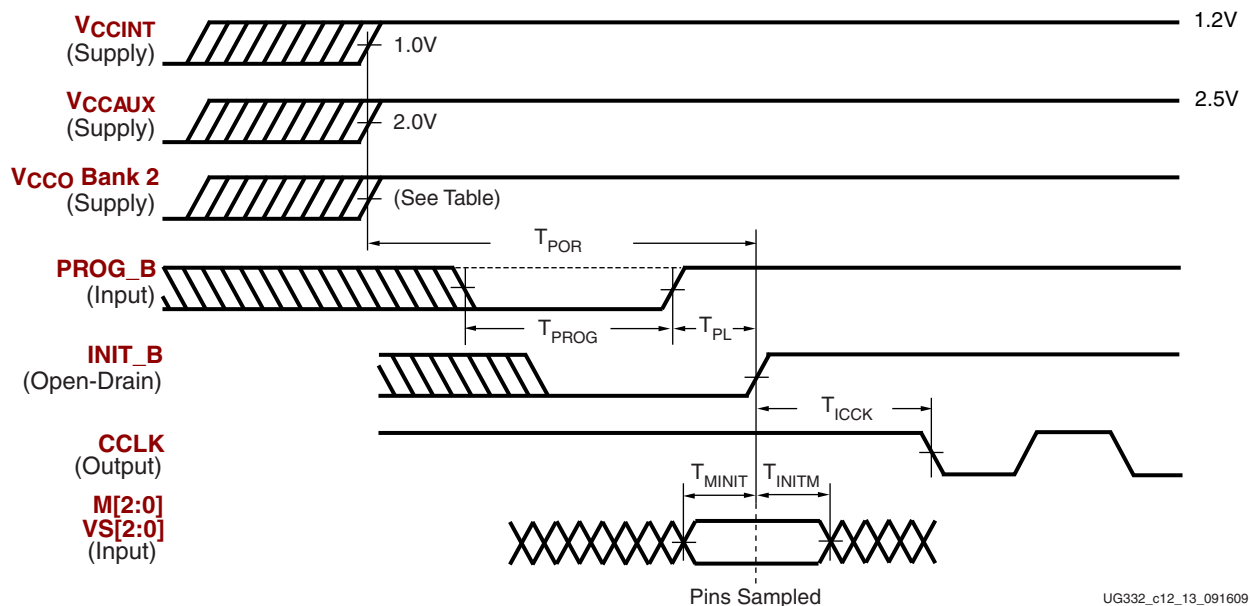 VCCINT
(Supply)
1.0V
1.2V
VCCAUX
(Supply)
2.0V
2.5V
VCCO Bank 2
(Supply)
(See Table)
TPOR
PROG_B
(Input)
TPROG
TPL
INIT_B
(Open-Drain)
TICCK
CCLK
(Output)
TMINIT
TINITM
M[2:0]
VS[2:0]
(Input)
Pins Sampled
UG332_c12_13_091609